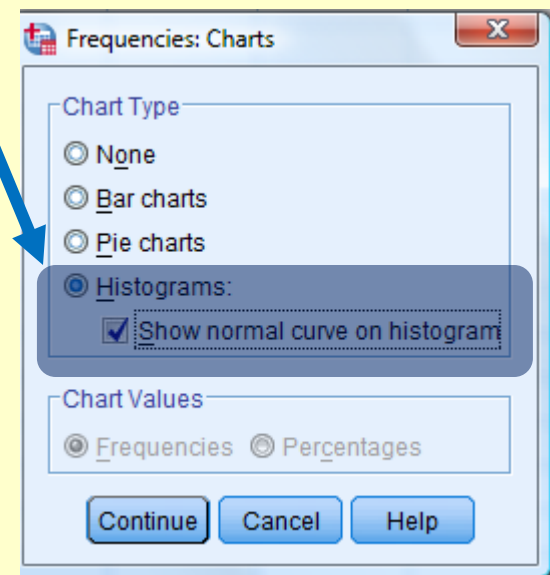 Frequencies: Charts
Chart Type
None
Bar charts
Pie charts
Histograms:
Show normal curve on histogram
Chart Values
Frequencies Percentages
Continue Cancel Help